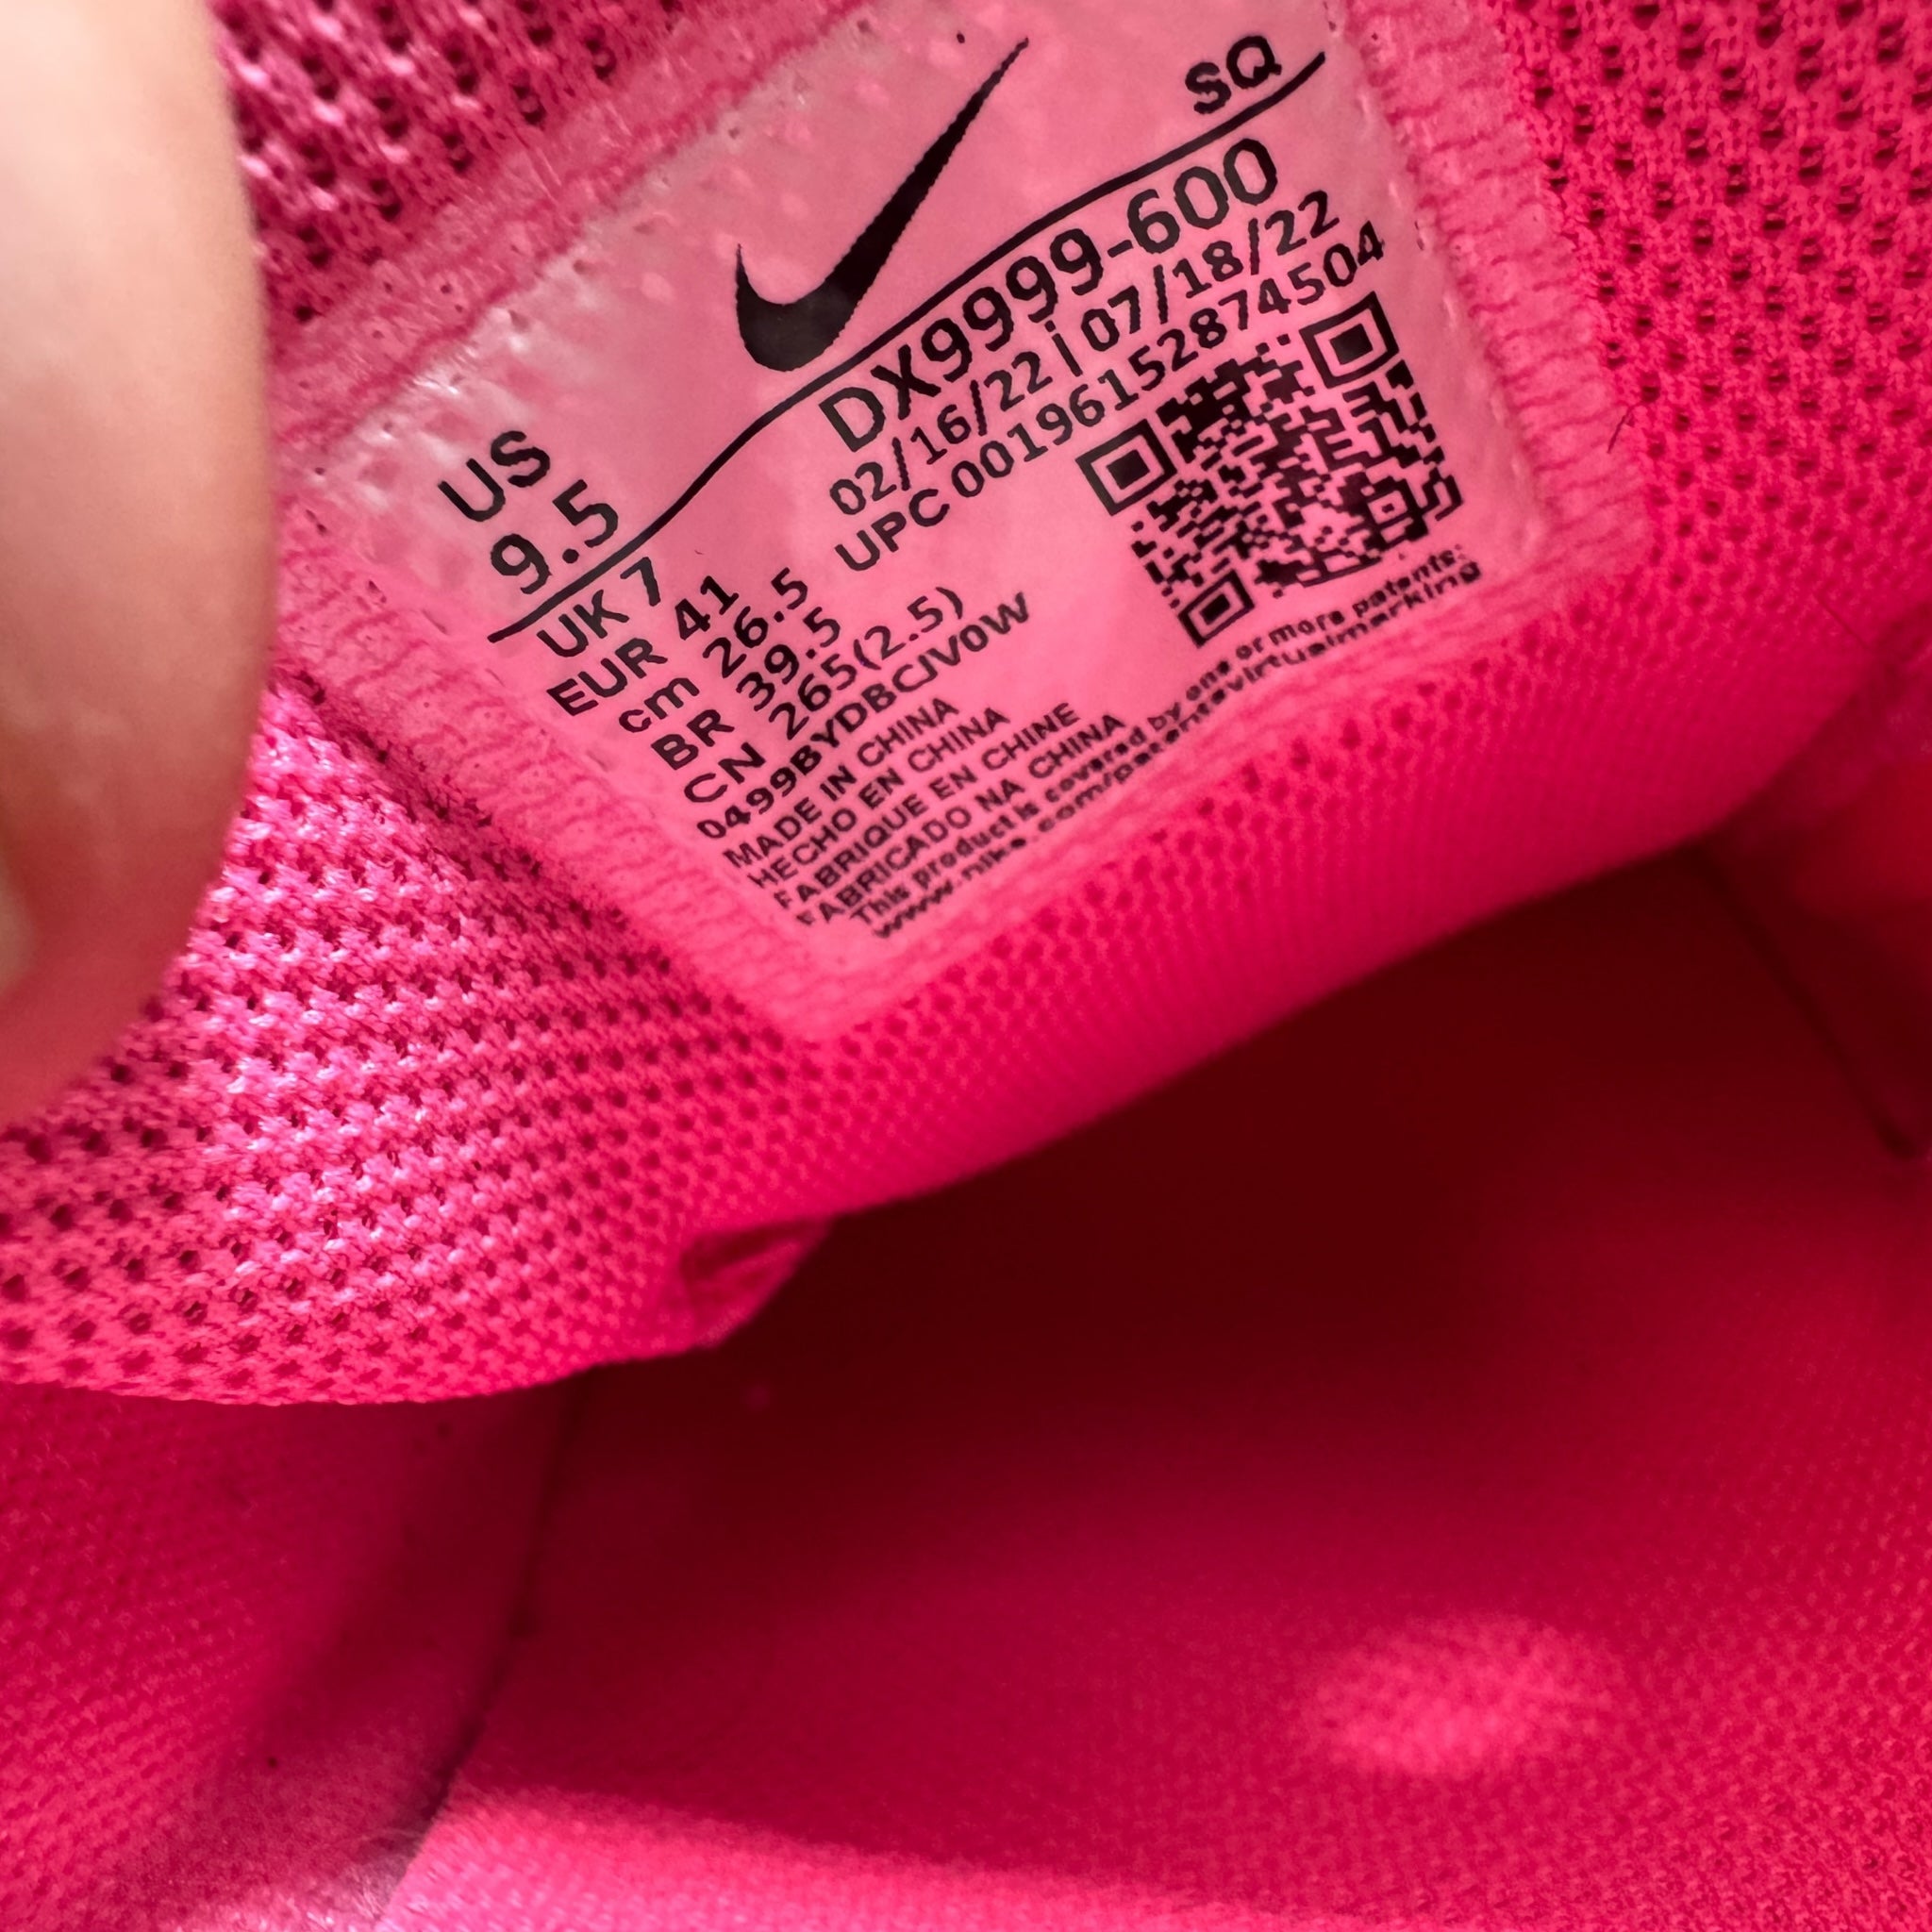 SQ
US
9.5
DX9999-600
02/16/22 | 07/18/22
UPC 00196152874504
UK 7
EUR 41
cm 26.5
BR 39.5
CN 265(2.5)
0499BYDBCJV0W
MADE IN CHINA
HECHO EN CHINA
FABRIQUE EN CHINE
FABRICADO NA CHINA
This product is covered by one or more patents:
www.nike.com/patentsvirtualmarking